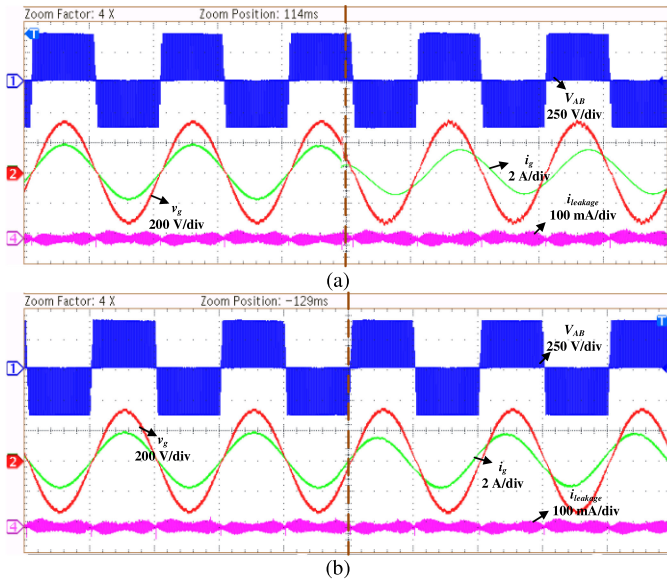 Zoom Factor: 4 X Zoom Position: 114ms
T
1
V_AB
250 V/div
2
i_g
2 A/div
v_g
200 V/div
i_leakage
100 mA/div
4
(a)
Zoom Factor: 4 X Zoom Position: -129ms
T
1
V_AB
250 V/div
v_g
200 V/div
2
i_g
2 A/div
i_leakage
100 mA/div
4
(b)